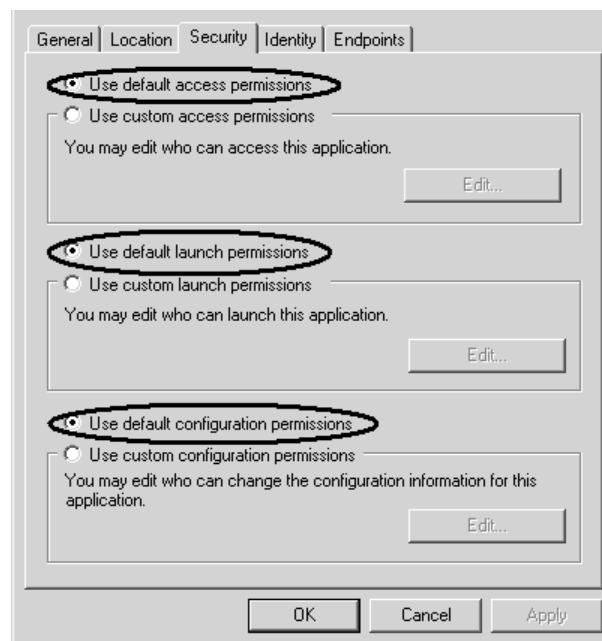 General Location Security Identity Endpoints
Use default access permissions
Use custom access permissions
You may edit who can access this application.
Edit...
Use default launch permissions
Use custom launch permissions
You may edit who can launch this application.
Edit...
Use default configuration permissions
Use custom configuration permissions
You may edit who can change the configuration information for this
application.
Edit...
OK Cancel Apply